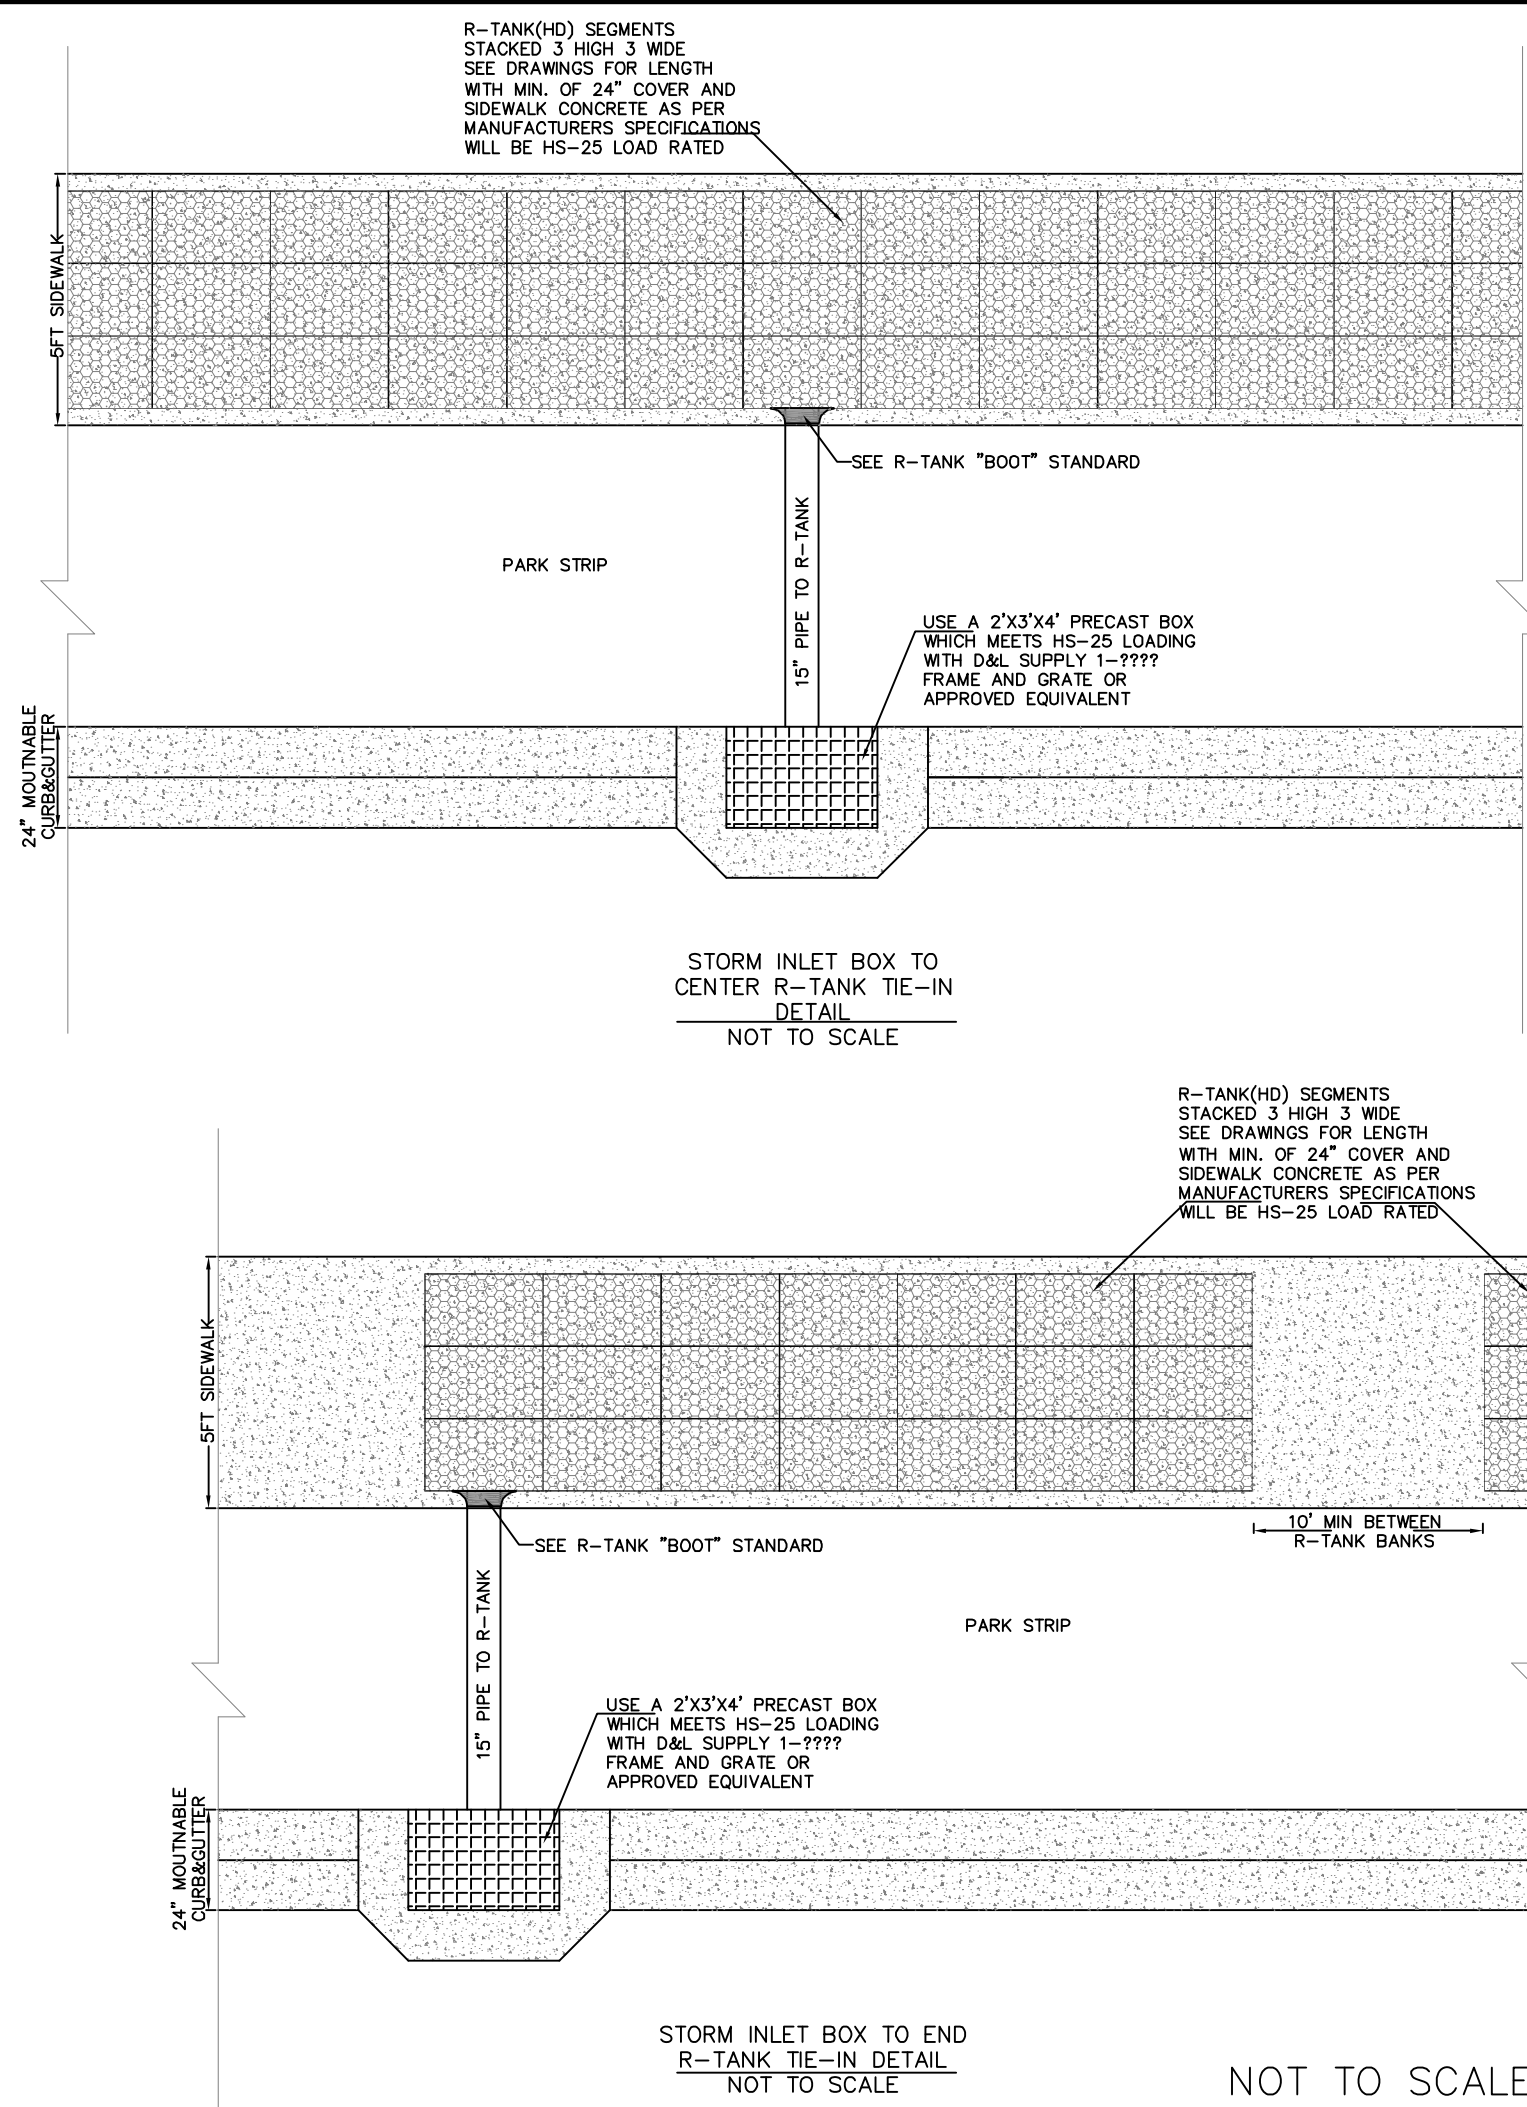 R-TANK(HD) SEGMENTS
STACKED 3 HIGH 3 WIDE
SEE DRAWINGS FOR LENGTH
WITH MIN. OF 24" COVER AND
SIDEWALK CONCRETE AS PER
MANUFACTURERS SPECIFICATIONS
WILL BE HS-25 LOAD RATED
5FT SIDEWALK
SEE R-TANK "BOOT" STANDARD
15" PIPE TO R-TANK
PARK STRIP
USE A 2'X3'X4' PRECAST BOX
WHICH MEETS HS-25 LOADING
WITH D&L SUPPLY 1-????
FRAME AND GRATE OR
APPROVED EQUIVALENT
24" MOUTNABLE
CURB&GUTTER
STORM INLET BOX TO
CENTER R-TANK TIE-IN
DETAIL
NOT TO SCALE
R-TANK(HD) SEGMENTS
STACKED 3 HIGH 3 WIDE
SEE DRAWINGS FOR LENGTH
WITH MIN. OF 24" COVER AND
SIDEWALK CONCRETE AS PER
MANUFACTURERS SPECIFICATIONS
WILL BE HS-25 LOAD RATED
5FT SIDEWALK
10' MIN BETWEEN
R-TANK BANKS
SEE R-TANK "BOOT" STANDARD
15" PIPE TO R-TANK
PARK STRIP
USE A 2'X3'X4' PRECAST BOX
WHICH MEETS HS-25 LOADING
WITH D&L SUPPLY 1-????
FRAME AND GRATE OR
APPROVED EQUIVALENT
24" MOUTNABLE
CURB&GUTTER
STORM INLET BOX TO END
R-TANK TIE-IN DETAIL
NOT TO SCALE
NOT TO SCALE